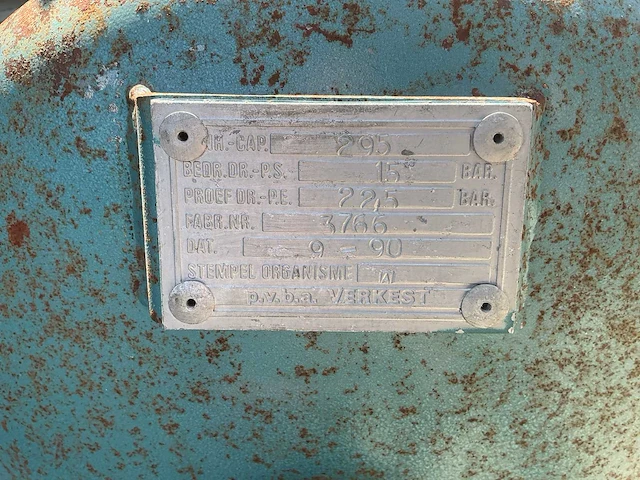 CAP. 295
BEDR.DR.-P.S. 15 BAR.
PROEF DR.-P.E. 22,5 BAR.
FABR.NR. 3766
DAT. 9 - 90
STEMPEL ORGANISME W
p.v.b.a. VERKEST